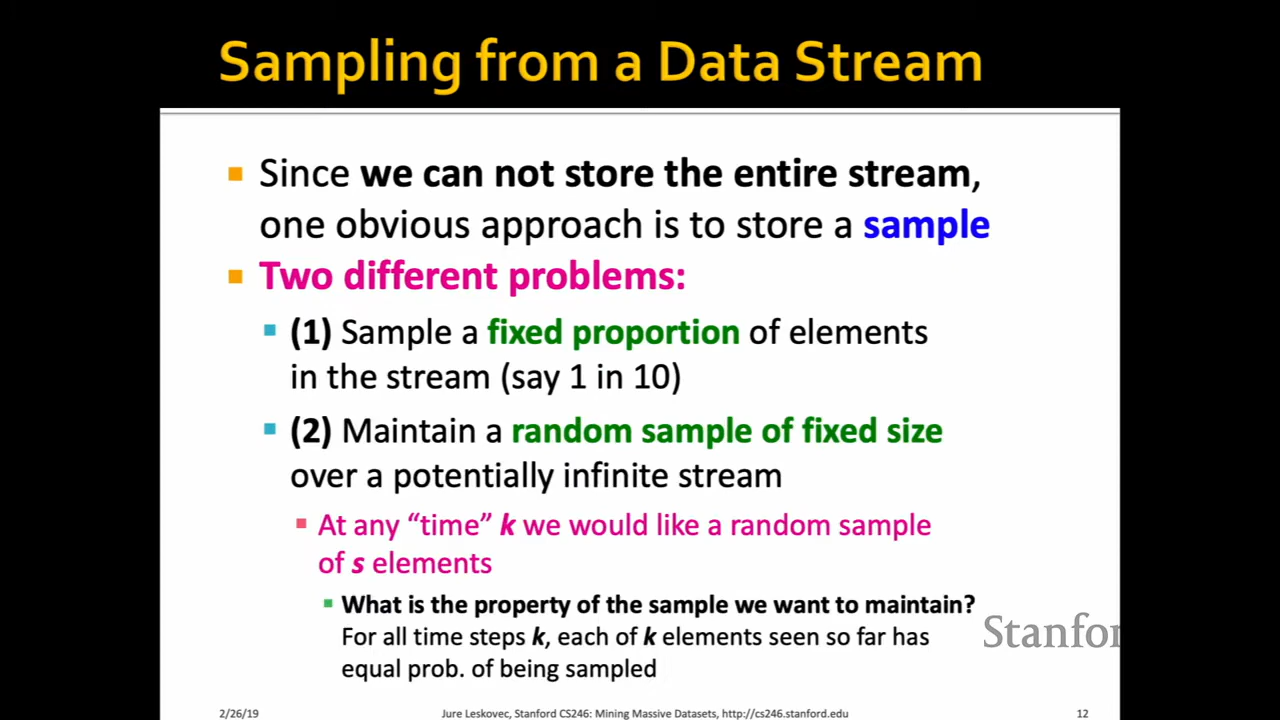 Sampling from a Data Stream
Since we can not store the entire stream,
one obvious approach is to store a sample
Two different problems:
(1) Sample a fixed proportion of elements
in the stream (say 1 in 10)
(2) Maintain a random sample of fixed size
over a potentially infinite stream
At any “time” k we would like a random sample
of s elements
What is the property of the sample we want to maintain?
For all time steps k, each of k elements seen so far has
equal prob. of being sampled
Stanfor
2/26/19
Jure Leskovec, Stanford CS246: Mining Massive Datasets, http://cs246.stanford.edu
12